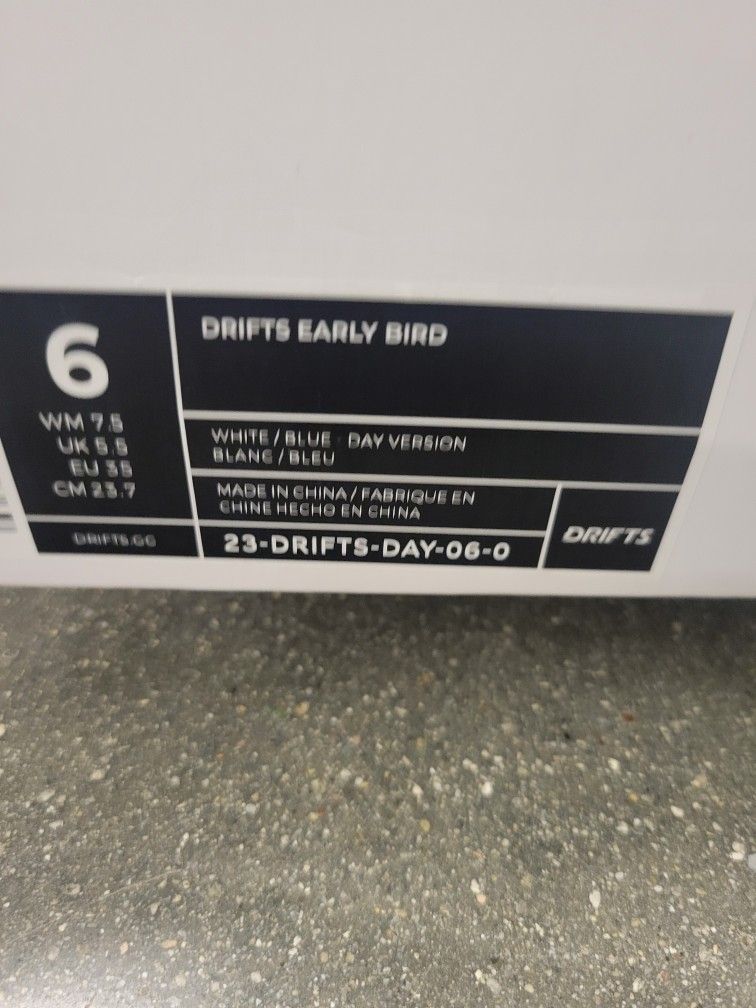 6
WM 7.5
UK 5.5
EU 35
CM 23.7
DRIFTS.GG
DRIFTS EARLY BIRD
WHITE / BLUE - DAY VERSION
BLANC / BLEU
MADE IN CHINA / FABRIQUE EN
CHINE HECHO EN CHINA
23-DRIFTS-DAY-06-0
DRIFTS